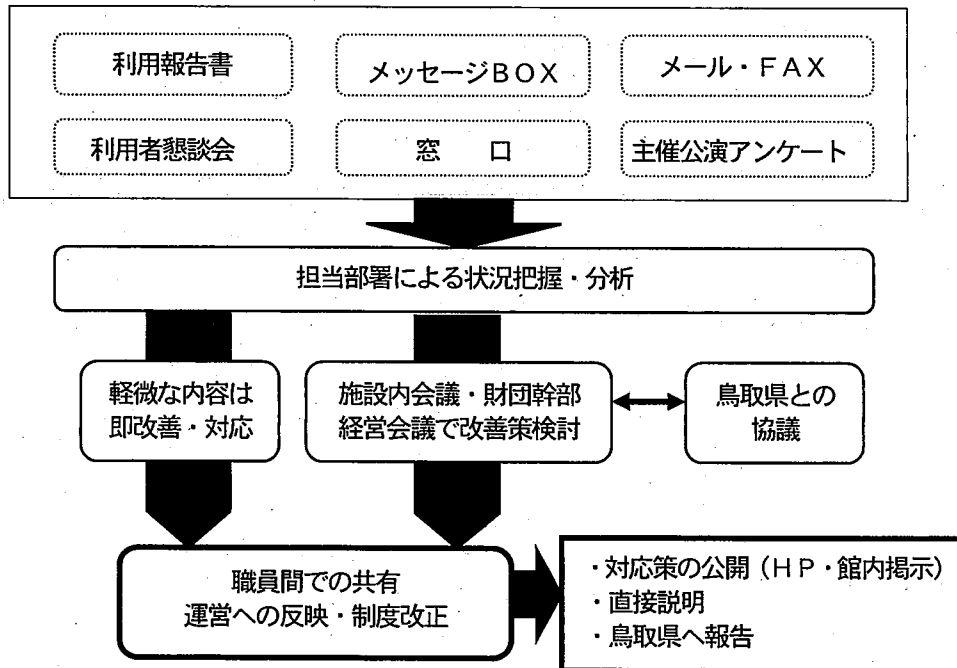 利用報告書
メッセージBOX
メール・FAX
利用者懇談会
窓　口
主催公演アンケート
担当部署による状況把握・分析
軽微な内容は
即改善・対応
施設内会議・財団幹部
経営会議で改善策検討
鳥取県との
協議
職員間での共有
運営への反映・制度改正
・対応策の公開（HP・館内掲示）
・直接説明
・鳥取県へ報告